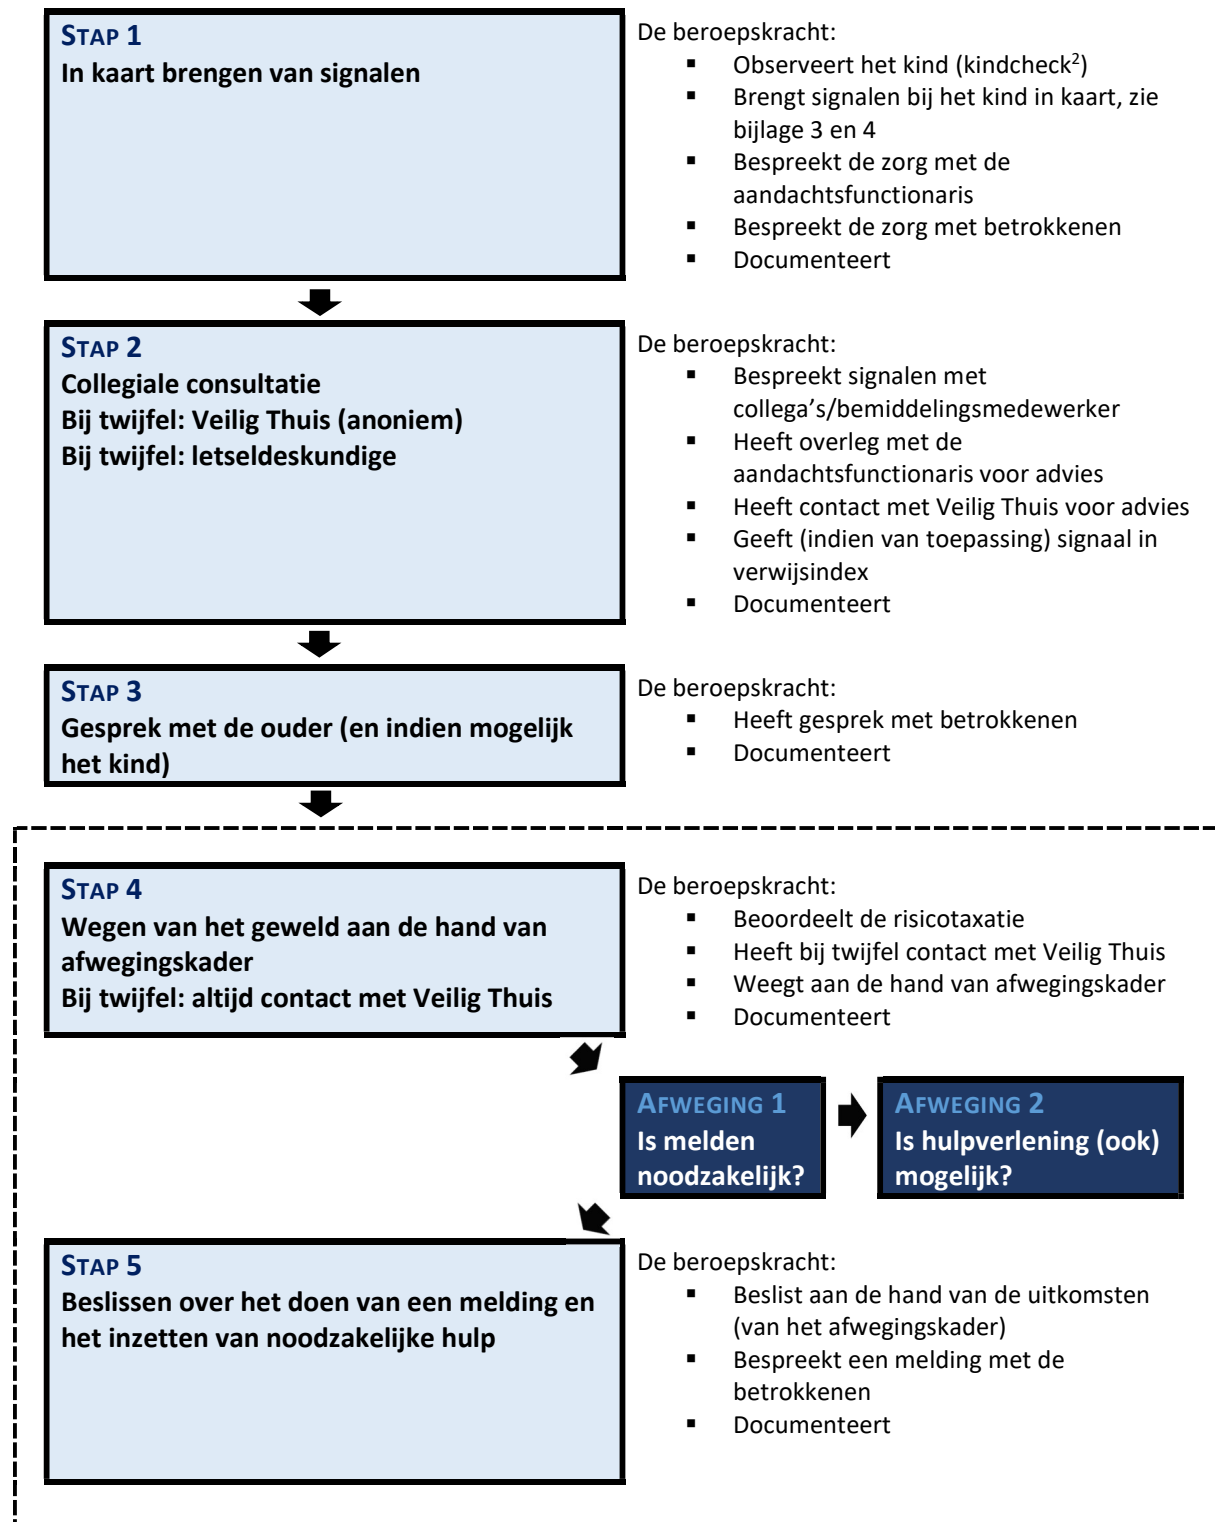 STAP 1
In kaart brengen van signalen
De beroepskracht:
▪ Observeert het kind (kindcheck²)
▪ Brengt signalen bij het kind in kaart, zie
bijlage 3 en 4
▪ Bespreekt de zorg met de
aandachtsfunctionaris
▪ Bespreekt de zorg met betrokkenen
▪ Documenteert
STAP 2
Collegiale consultatie
Bij twijfel: Veilig Thuis (anoniem)
Bij twijfel: letseldeskundige
De beroepskracht:
▪ Bespreekt signalen met
collega’s/bemiddelingsmedewerker
▪ Heeft overleg met de
aandachtsfunctionaris voor advies
▪ Heeft contact met Veilig Thuis voor advies
▪ Geeft (indien van toepassing) signaal in
verwijsindex
▪ Documenteert
STAP 3
Gesprek met de ouder (en indien mogelijk
het kind)
De beroepskracht:
▪ Heeft gesprek met betrokkenen
▪ Documenteert
STAP 4
Wegen van het geweld aan de hand van
afwegingskader
Bij twijfel: altijd contact met Veilig Thuis
De beroepskracht:
▪ Beoordeelt de risicotaxatie
▪ Heeft bij twijfel contact met Veilig Thuis
▪ Weegt aan de hand van afwegingskader
▪ Documenteert
AFWEGING 1
Is melden
noodzakelijk?
AFWEGING 2
Is hulpverlening (ook)
mogelijk?
STAP 5
Beslissen over het doen van een melding en
het inzetten van noodzakelijke hulp
De beroepskracht:
▪ Beslist aan de hand van de uitkomsten
(van het afwegingskader)
▪ Bespreekt een melding met de
betrokkenen
▪ Documenteert